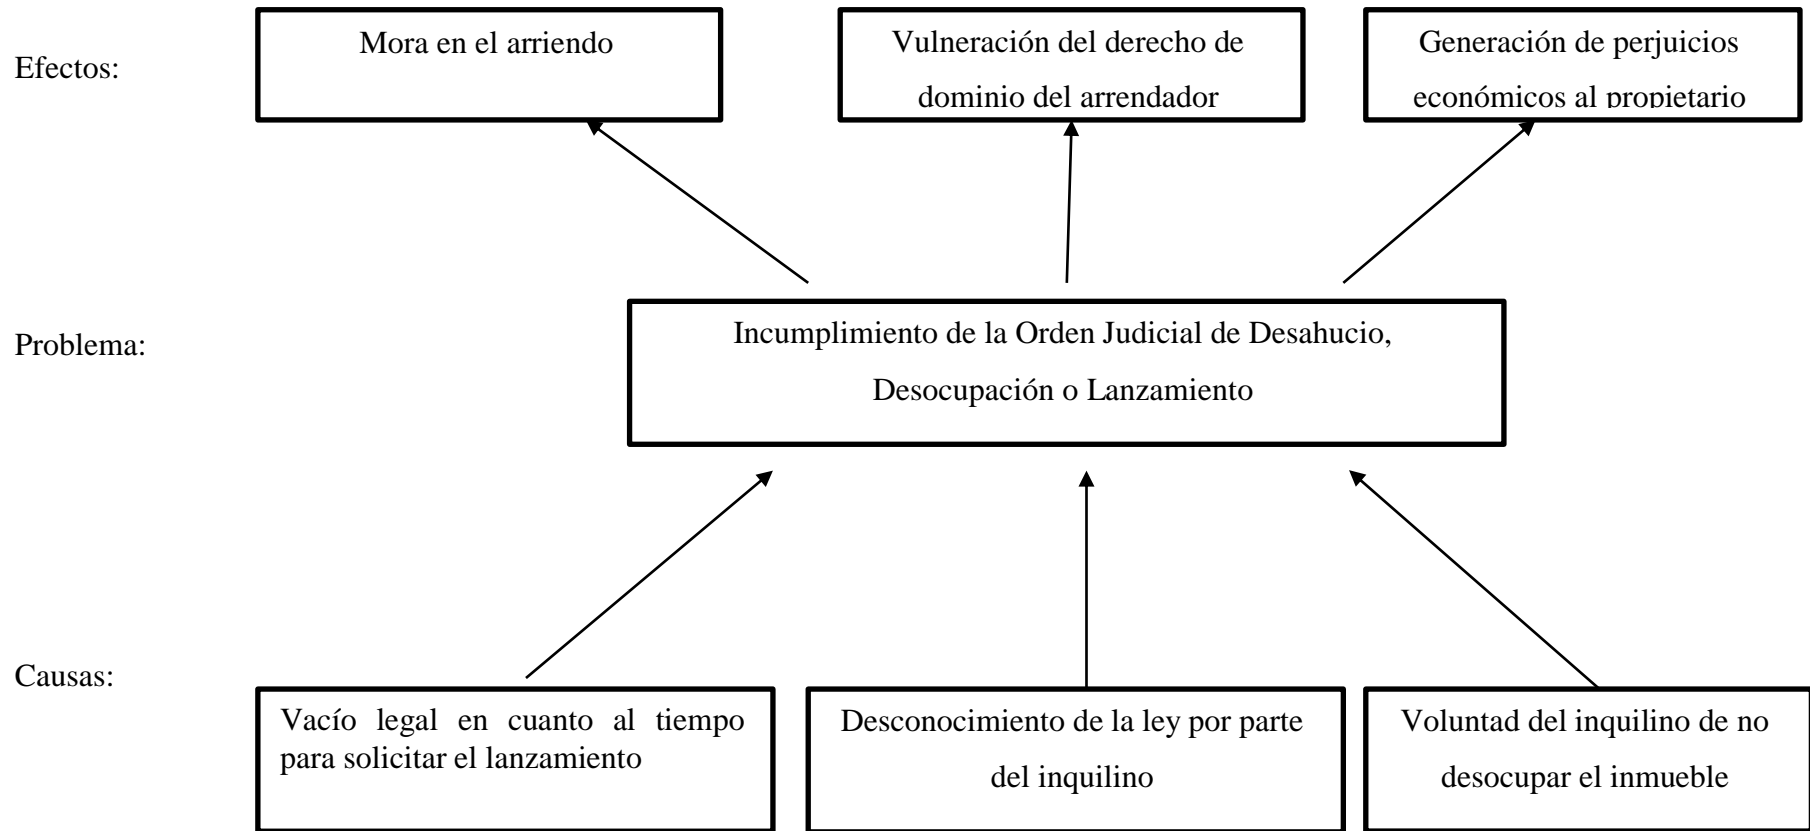 Efectos:
Mora en el arriendo
Vulneración del derecho de
dominio del arrendador
Generación de perjuicios
económicos al propietario
Problema:
Incumplimiento de la Orden Judicial de Desahucio,
Desocupación o Lanzamiento
Causas:
Vacío legal en cuanto al tiempo
para solicitar el lanzamiento
Desconocimiento de la ley por parte
del inquilino
Voluntad del inquilino de no
desocupar el inmueble